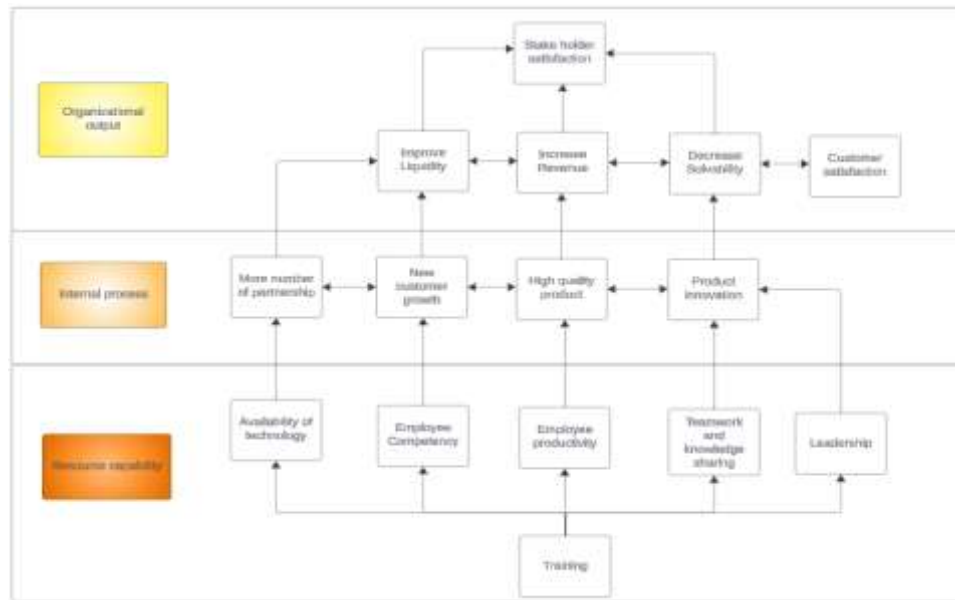 Stake holder
satisfaction
Organizational
output
Improve
Liquidity
Increase
Revenue
Decrease
Solvability
Customer
satisfaction
Internal process
More number
of partnership
New
customer
growth
High quality
product
Product
innovation
Resource capability
Availability of
technology
Employee
Competency
Employee
productivity
Teamwork
and
knowledge
sharing
Leadership
Training